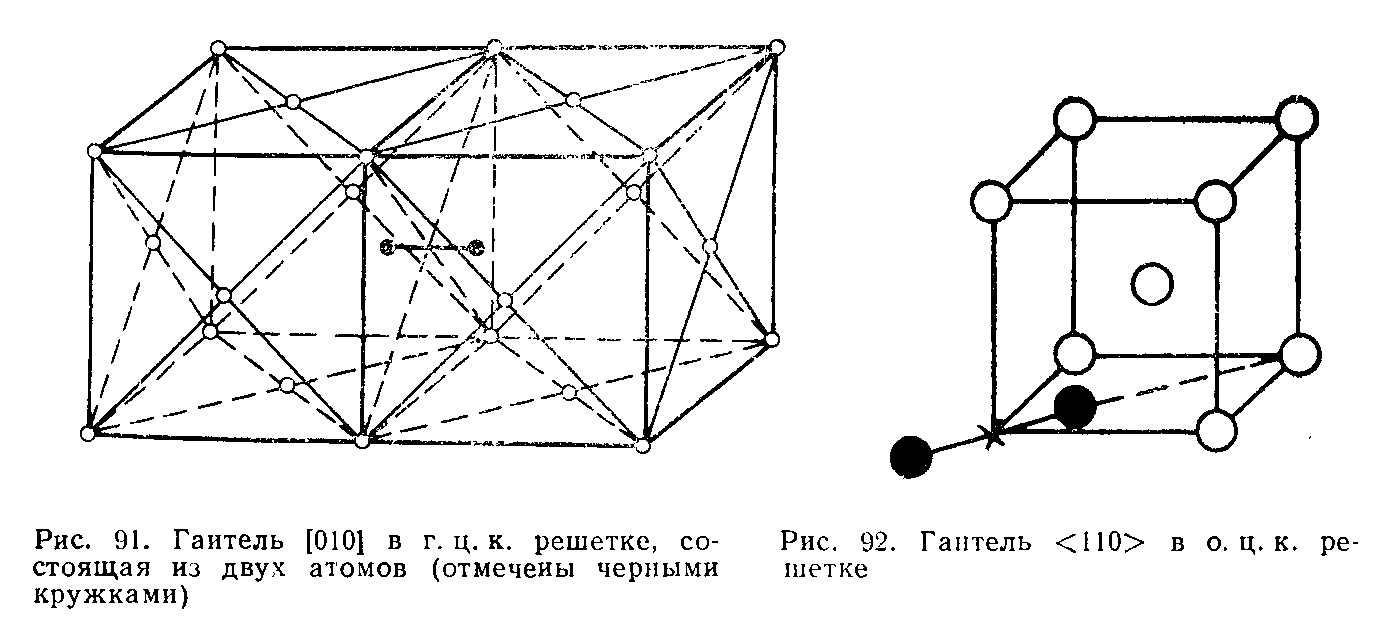 Рис. 91. Гантель [010] в г. ц. к. решетке, со-
стоящая из двух атомов (отмечены черными
кружками)
Рис. 92. Гантель <110> в о. ц. к. ре-
шетке